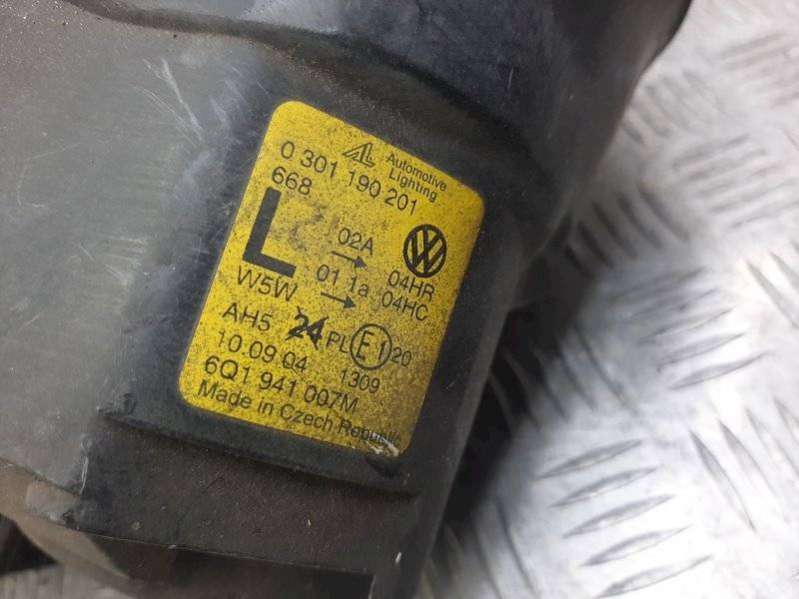 AL Automotive Lighting
0 301 190 201
668
L
02A
04HR
01 1a
04HC
W5W
AH5 24 PL E1 20
10.09.04 1309
6Q1 941 007M
Made in Czech Republic